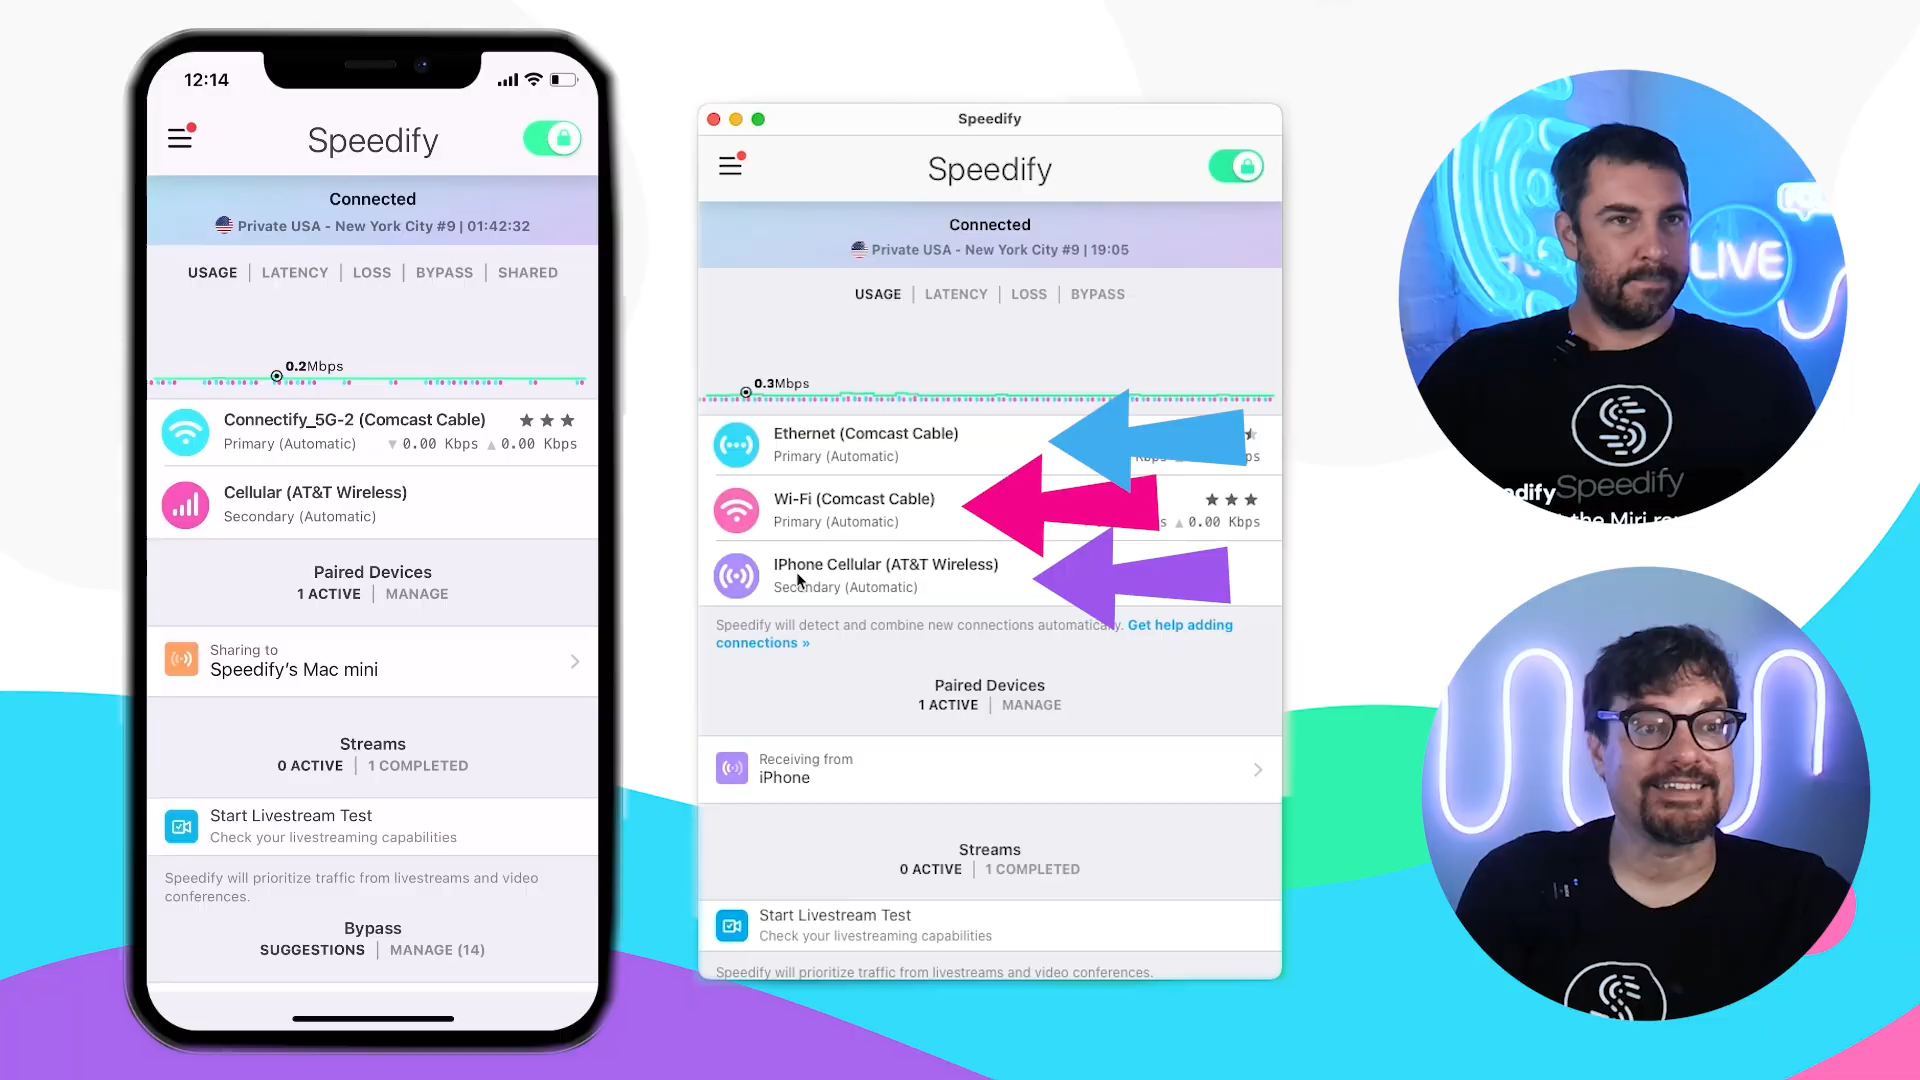 12:14
Speedify
Connected
Private USA - New York City #9 | 01:42:32
USAGE | LATENCY | LOSS | BYPASS | SHARED
0.2Mbps
Connectify_5G-2 (Comcast Cable)
Primary (Automatic) ▼ 0.00 Kbps ▲ 0.00 Kbps
Cellular (AT&T Wireless)
Secondary (Automatic)
Paired Devices
1 ACTIVE | MANAGE
Sharing to
Speedify's Mac mini
Streams
0 ACTIVE | 1 COMPLETED
Start Livestream Test
Check your livestreaming capabilities
Speedify will prioritize traffic from livestreams and video
conferences.
Bypass
SUGGESTIONS | MANAGE (14)
Speedify
Speedify
Connected
Private USA - New York City #9 | 19:05
USAGE | LATENCY | LOSS | BYPASS
0.3Mbps
Ethernet (Comcast Cable)
Primary (Automatic)
Wi-Fi (Comcast Cable)
Primary (Automatic) ▲ 0.00 Kbps
IPhone Cellular (AT&T Wireless)
Secondary (Automatic)
Speedify will detect and combine new connections automatically. Get help adding
connections »
Paired Devices
1 ACTIVE | MANAGE
Receiving from
iPhone
Streams
0 ACTIVE | 1 COMPLETED
Start Livestream Test
Check your livestreaming capabilities
Speedify will prioritize traffic from livestreams and video conferences.
LIVE
Speedify